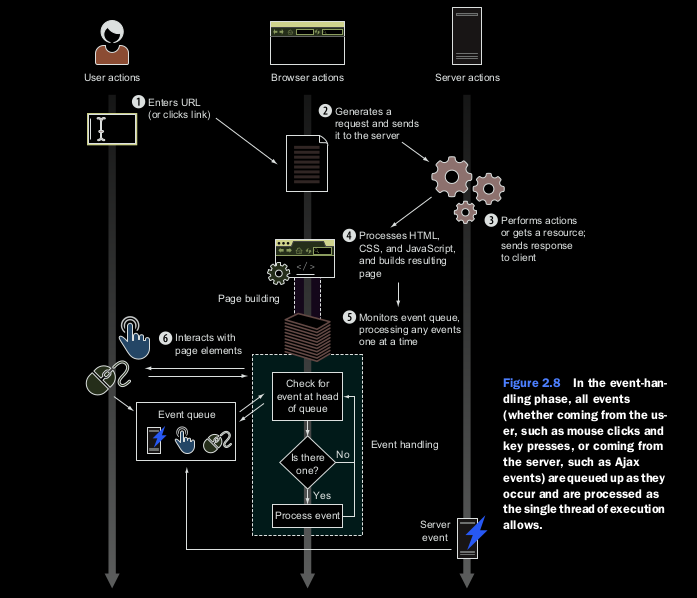 User actions
Browser actions
Server actions
1 Enters URL
(or clicks link)
2 Generates a
request and sends
it to the server
3 Performs actions
or gets a resource;
sends response
to client
4 Processes HTML,
CSS, and JavaScript,
and builds resulting
page
</>
Page building
5 Monitors event queue,
processing any events
one at a time
6 Interacts with
page elements
Check for
event at head
of queue
Event queue
Event handling
Is there
one?
No
Yes
Process event
Server
event
Figure 2.8 In the event-han-
dling phase, all events
(whether coming from the us-
er, such as mouse clicks and
key presses, or coming from
the server, such as Ajax
events) are queued up as they
occur and are processed as
the single thread of execution
allows.